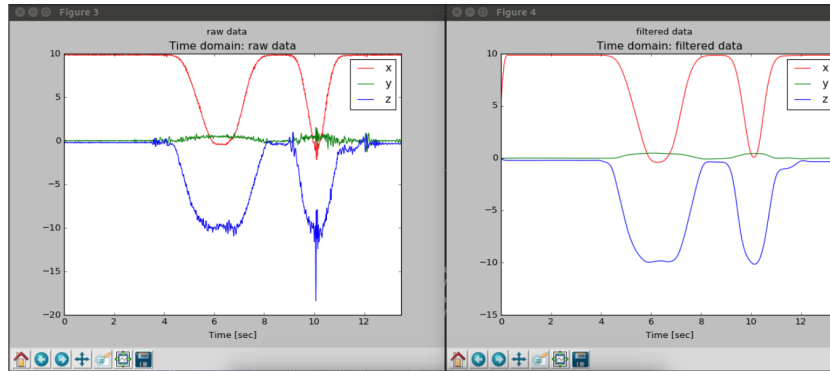 Figure 3
raw data
Time domain: raw data
10
5
0
−5
−10
−15
−20
0 2 4 6 8 10 12
Time [sec]
x
y
z
Figure 4
filtered data
Time domain: filtered data
10
5
0
−5
−10
−15
0 2 4 6 8 10 12
Time [sec]
x
y
z